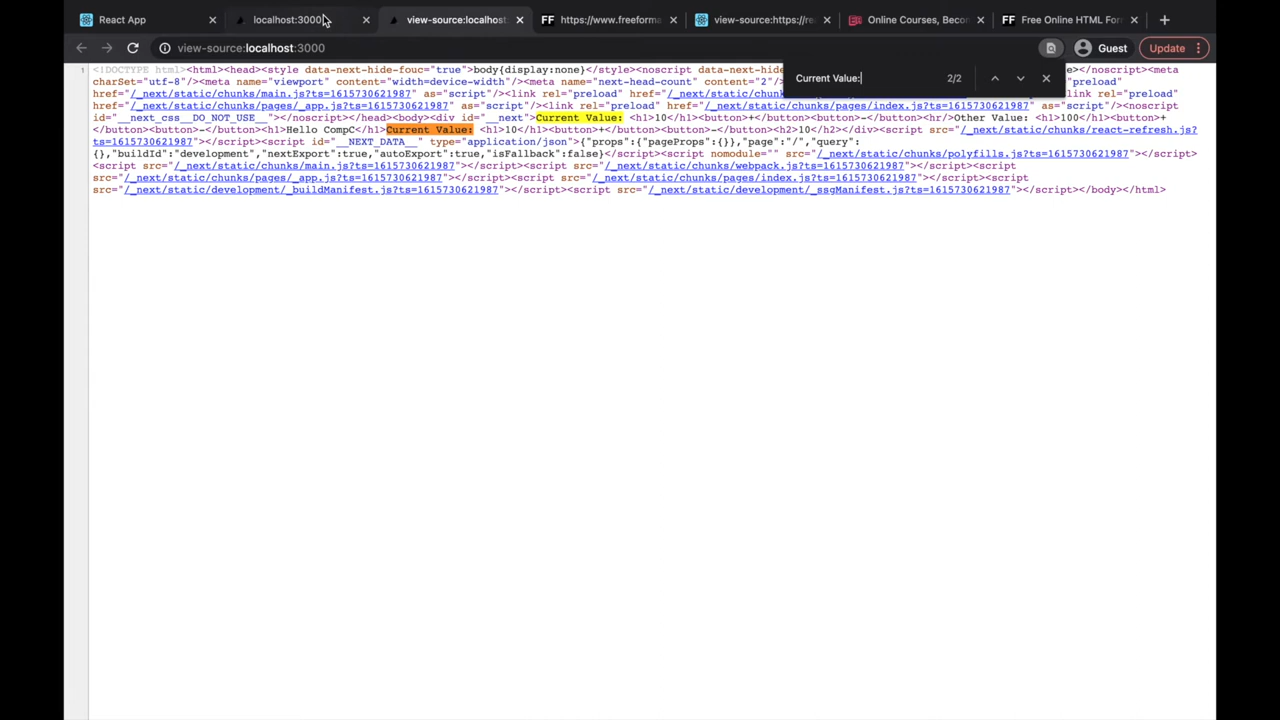 React App
localhost:3000
view-source:localhost
https://www.freeforma
view-source:https://rea
Online Courses, Becor
Free Online HTML For
view-source:localhost:3000
Guest
Update
Current Value:
2/2
1
<!DOCTYPE html><html><head><style data-next-hide-fouc="true">body{display:none}</style><noscript data-next-hi
e></noscript><meta
charSet="utf-8"/><meta name="viewport" content="width=device-width"/><meta name="next-head-count" content="2"/>
"preload"
href="/_next/static/chunks/main.js?ts=1615730621987" as="script"/><link rel="preload" href="/_next/static/chunk
="preload"
href="/_next/static/chunks/pages/_app.js?ts=1615730621987" as="script"/><link rel="preload" href="/_next/static/chunks/pages/index.js?ts=1615730621987" as="script"/><noscript
id="__next_css__DO_NOT_USE__"></noscript></head><body><div id="__next">Current Value: <h1>10</h1><button>+</button><button>-</button><hr/>Other Value: <h1>100</h1><button>+
</button><button>-</button><h1>Hello CompC</h1>Current Value: <h1>10</h1><button>+</button><button>-</button><h2>10</h2></div><script src="/_next/static/chunks/react-refresh.js?
ts=1615730621987"></script><script id="__NEXT_DATA__" type="application/json">{"props":{"pageProps":{}},"page":"/","query":
{},"buildId":"development","nextExport":true,"autoExport":true,"isFallback":false}</script><script nomodule="" src="/_next/static/chunks/polyfills.js?ts=1615730621987"></script>
<script src="/_next/static/chunks/main.js?ts=1615730621987"></script><script src="/_next/static/chunks/webpack.js?ts=1615730621987"></script><script
src="/_next/static/chunks/pages/_app.js?ts=1615730621987"></script><script src="/_next/static/chunks/pages/index.js?ts=1615730621987"></script><script
src="/_next/static/development/_buildManifest.js?ts=1615730621987"></script><script src="/_next/static/development/_ssgManifest.js?ts=1615730621987"></script></body></html>